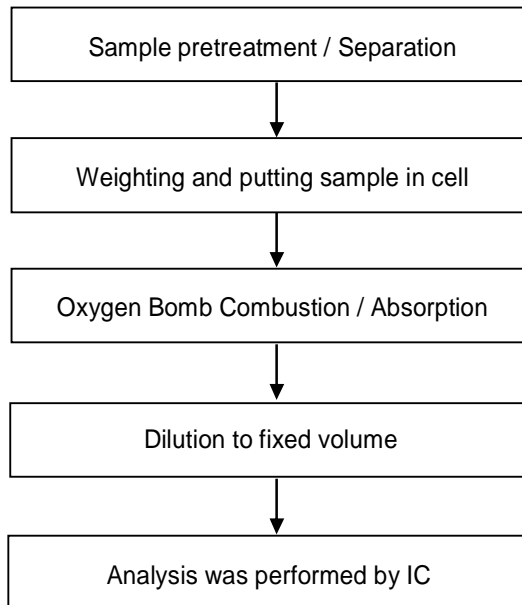 Sample pretreatment / Separation
Weighting and putting sample in cell
Oxygen Bomb Combustion / Absorption
Dilution to fixed volume
Analysis was performed by IC